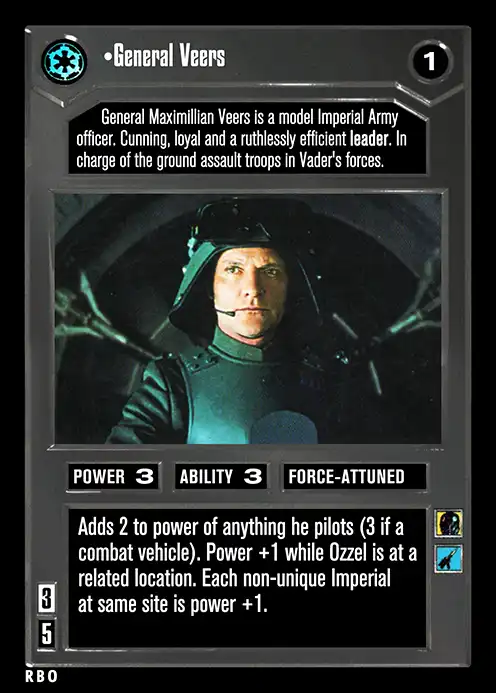 •General Veers
1
General Maximillian Veers is a model Imperial Army
officer. Cunning, loyal and a ruthlessly efficient leader. In
charge of the ground assault troops in Vader's forces.
POWER 3 ABILITY 3 FORCE-ATTUNED
Adds 2 to power of anything he pilots (3 if a
combat vehicle). Power +1 while Ozzel is at a
related location. Each non-unique Imperial
at same site is power +1.
3
5
RBO